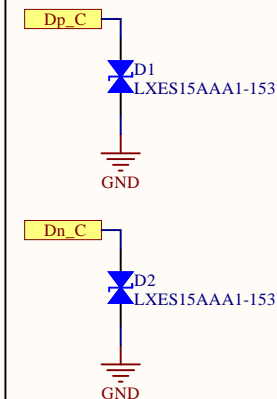 Dp_C
D1
LXES15AAA1-153
GND
Dn_C
D2
LXES15AAA1-153
GND